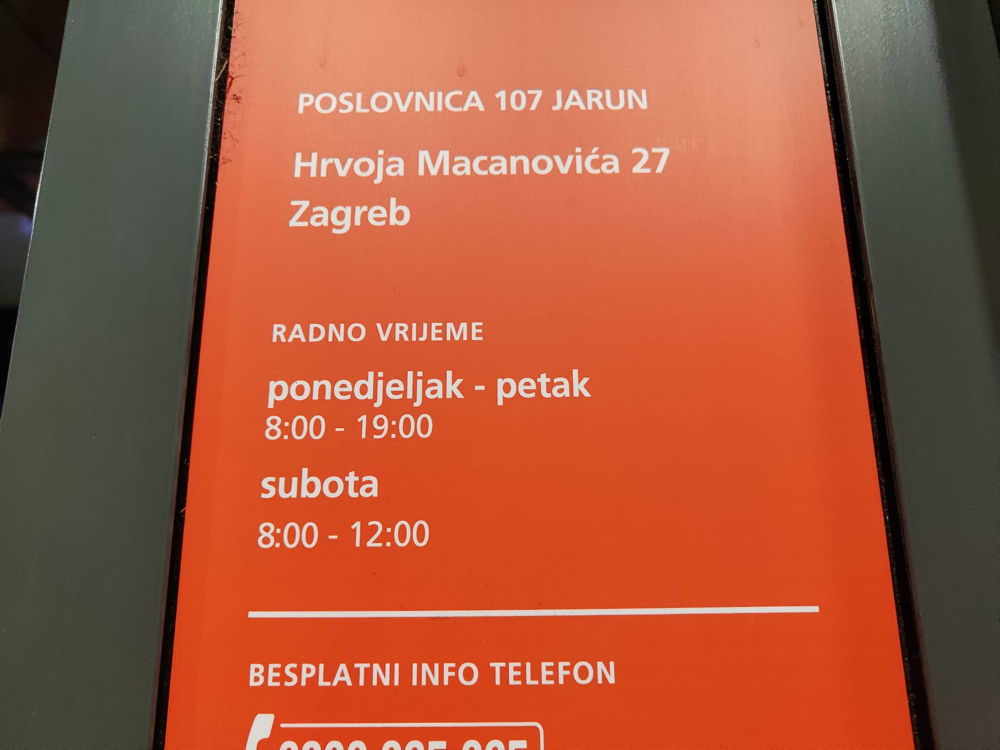 POSLOVNICA 107 JARUN
Hrvoja Macanovića 27
Zagreb
RADNO VRIJEME
ponedjeljak - petak
8:00 - 19:00
subota
8:00 - 12:00
BESPLATNI INFO TELEFON